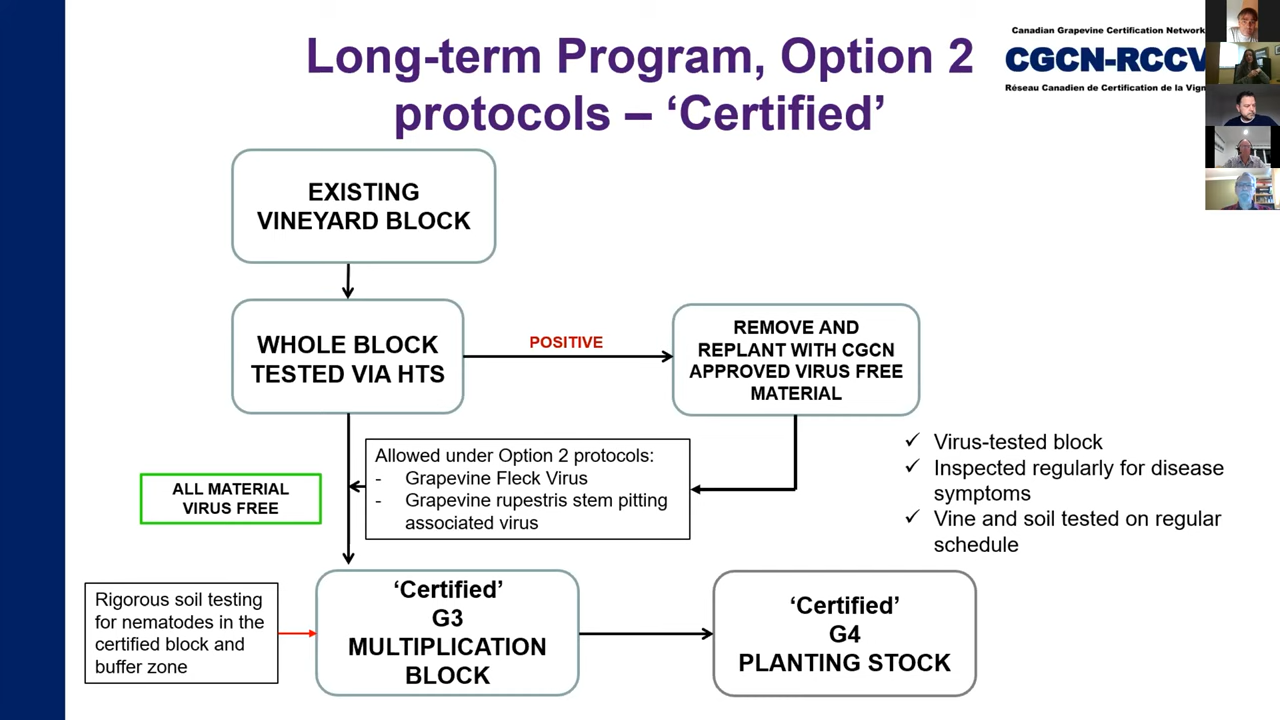 Long-term Program, Option 2
protocols – ‘Certified’
Canadian Grapevine Certification Network
CGCN-RCCV
Réseau Canadien de Certification de la Vign
EXISTING
VINEYARD BLOCK
WHOLE BLOCK
TESTED VIA HTS
POSITIVE
REMOVE AND
REPLANT WITH CGCN
APPROVED VIRUS FREE
MATERIAL
Allowed under Option 2 protocols:
- Grapevine Fleck Virus
- Grapevine rupestris stem pitting
associated virus
ALL MATERIAL
VIRUS FREE
✓ Virus-tested block
✓ Inspected regularly for disease
symptoms
✓ Vine and soil tested on regular
schedule
Rigorous soil testing
for nematodes in the
certified block and
buffer zone
‘Certified’
G3
MULTIPLICATION
BLOCK
‘Certified’
G4
PLANTING STOCK